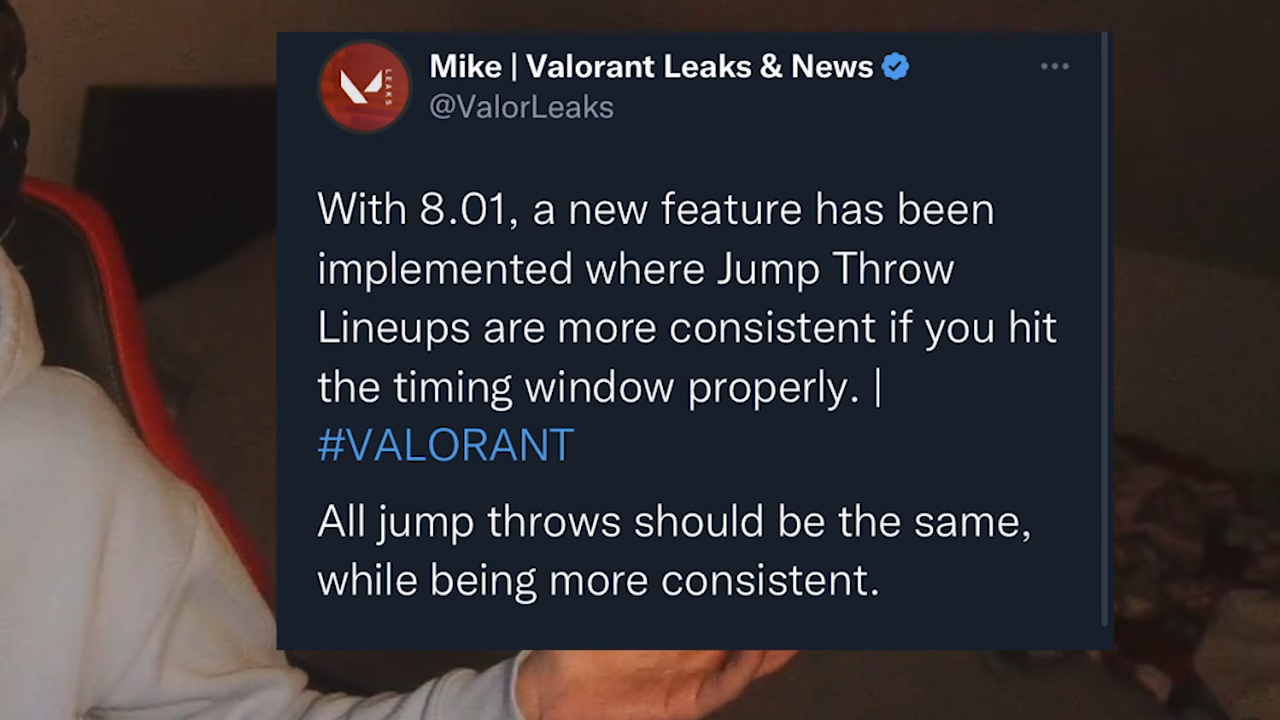 Mike | Valorant Leaks & News
LEAKS
@ValorLeaks
With 8.01, a new feature has been
implemented where Jump Throw
Lineups are more consistent if you hit
the timing window properly. |
#VALORANT
All jump throws should be the same,
while being more consistent.